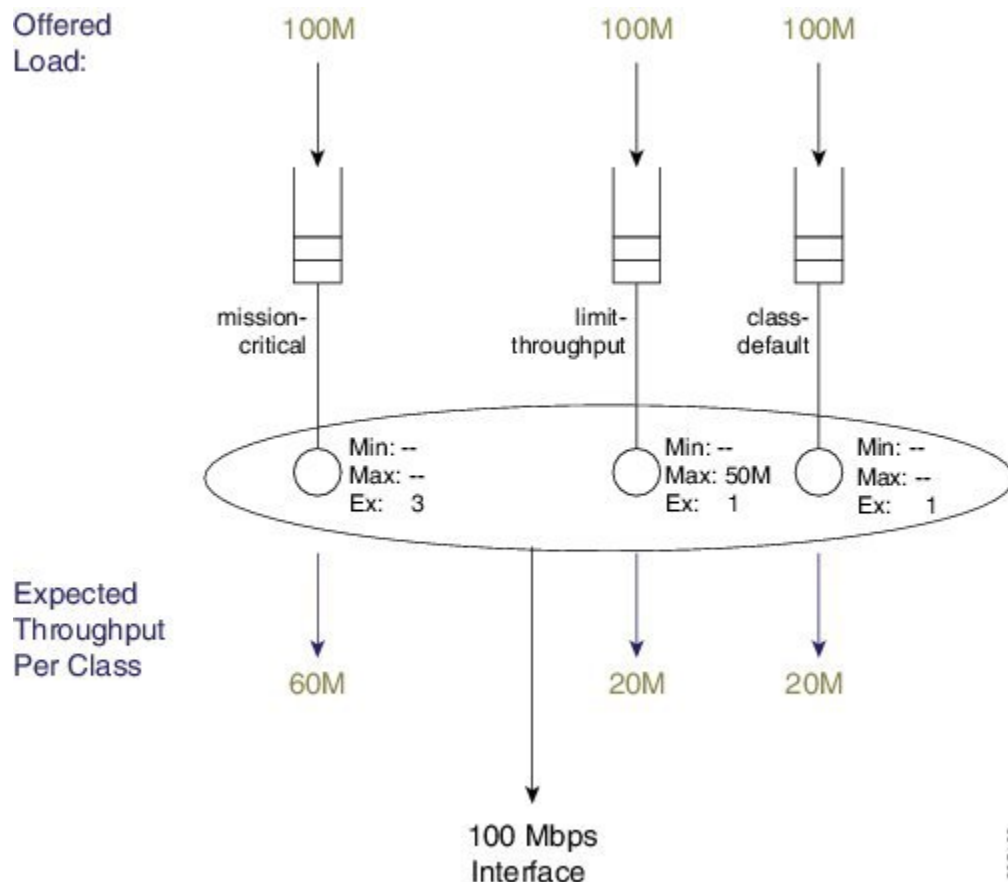 Offered
Load:
100M
100M
100M
mission-
critical
limit-
throughput
class-
default
Min: --
Max: --
Ex: 3
Min: --
Max: 50M
Ex: 1
Min: --
Max: --
Ex: 1
Expected
Throughput
Per Class
60M
20M
20M
100 Mbps
Interface